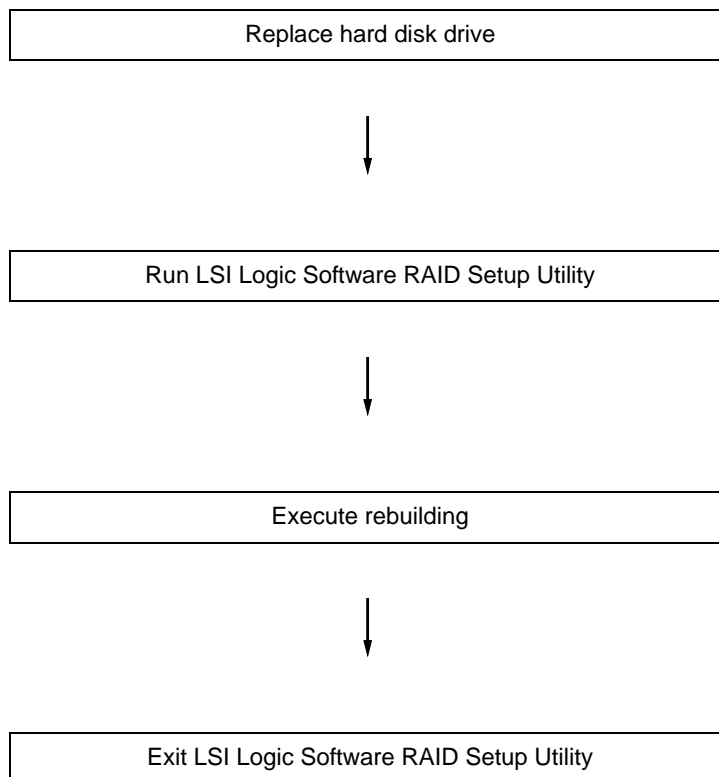 Replace hard disk drive
Run LSI Logic Software RAID Setup Utility
Execute rebuilding
Exit LSI Logic Software RAID Setup Utility